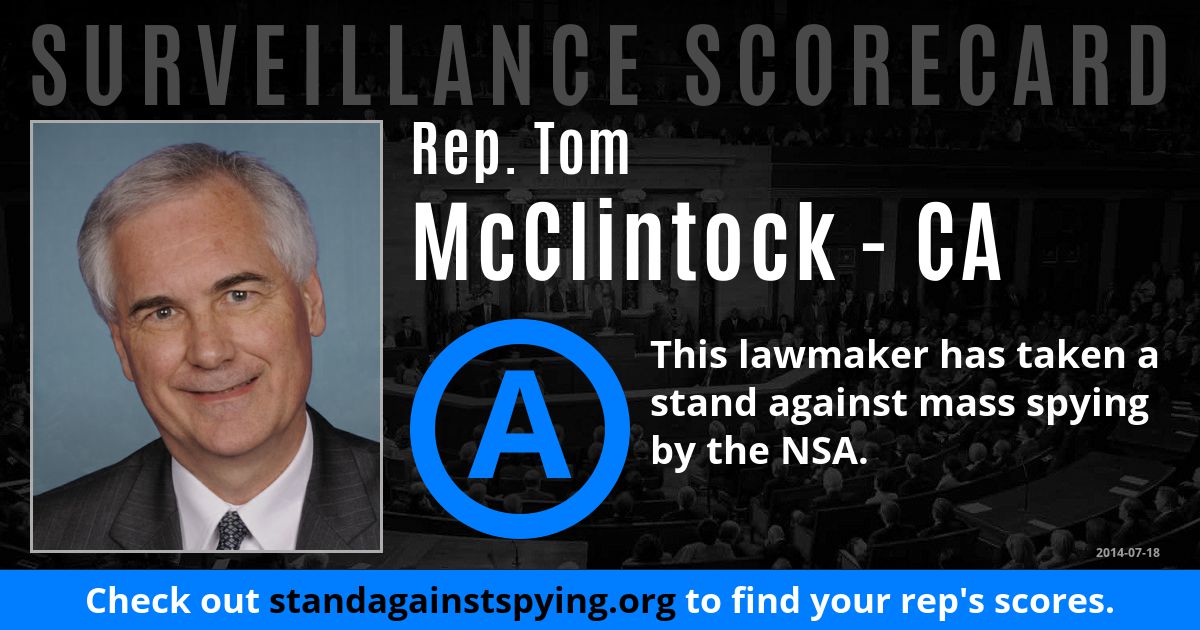 SURVEILLANCE SCORECARD
Rep. Tom
McClintock - CA
A
This lawmaker has taken a
stand against mass spying
by the NSA.
2014-07-18
Check out standagainstspying.org to find your rep's scores.